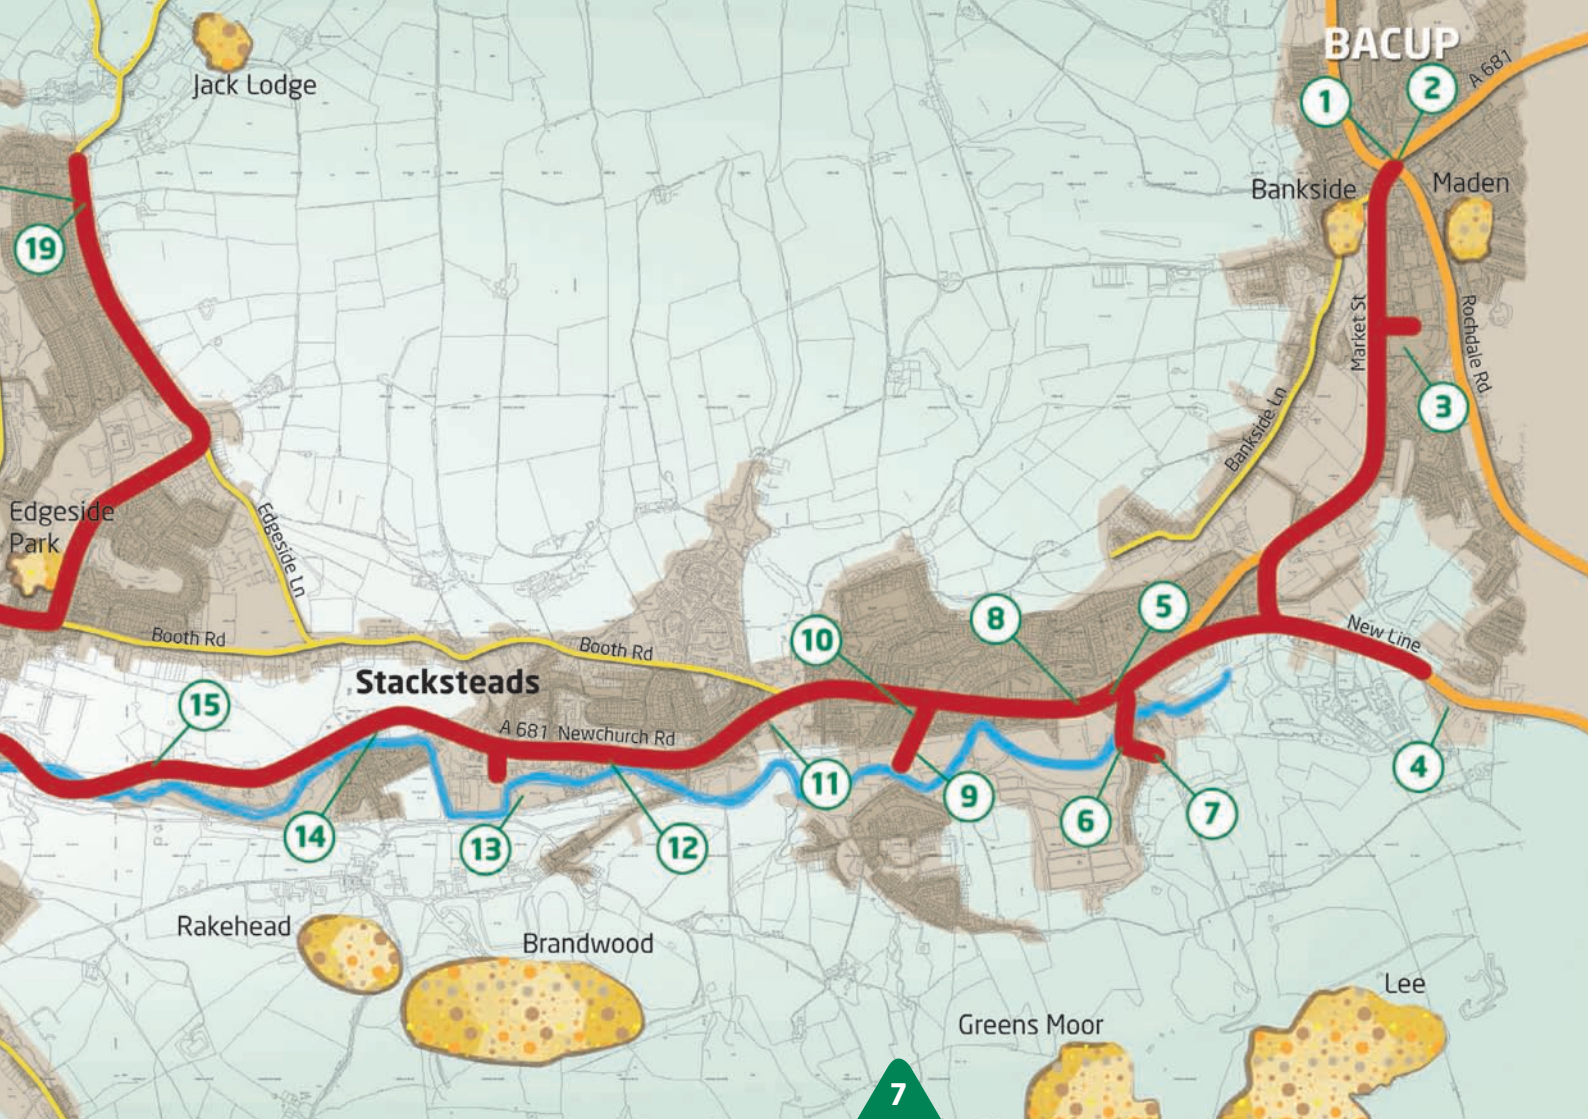 BACUP
A 681
1
2
Jack Lodge
Bankside
Maden
19
Market St
Rochdale Rd
3
Bankside Ln
Edgeside
Park
Edgeside Ln
Booth Rd
Booth Rd
10
8
5
New Line
Stacksteads
15
A 681 Newchurch Rd
11
9
4
14
13
12
6
7
Rakehead
Brandwood
Lee
Greens Moor
7